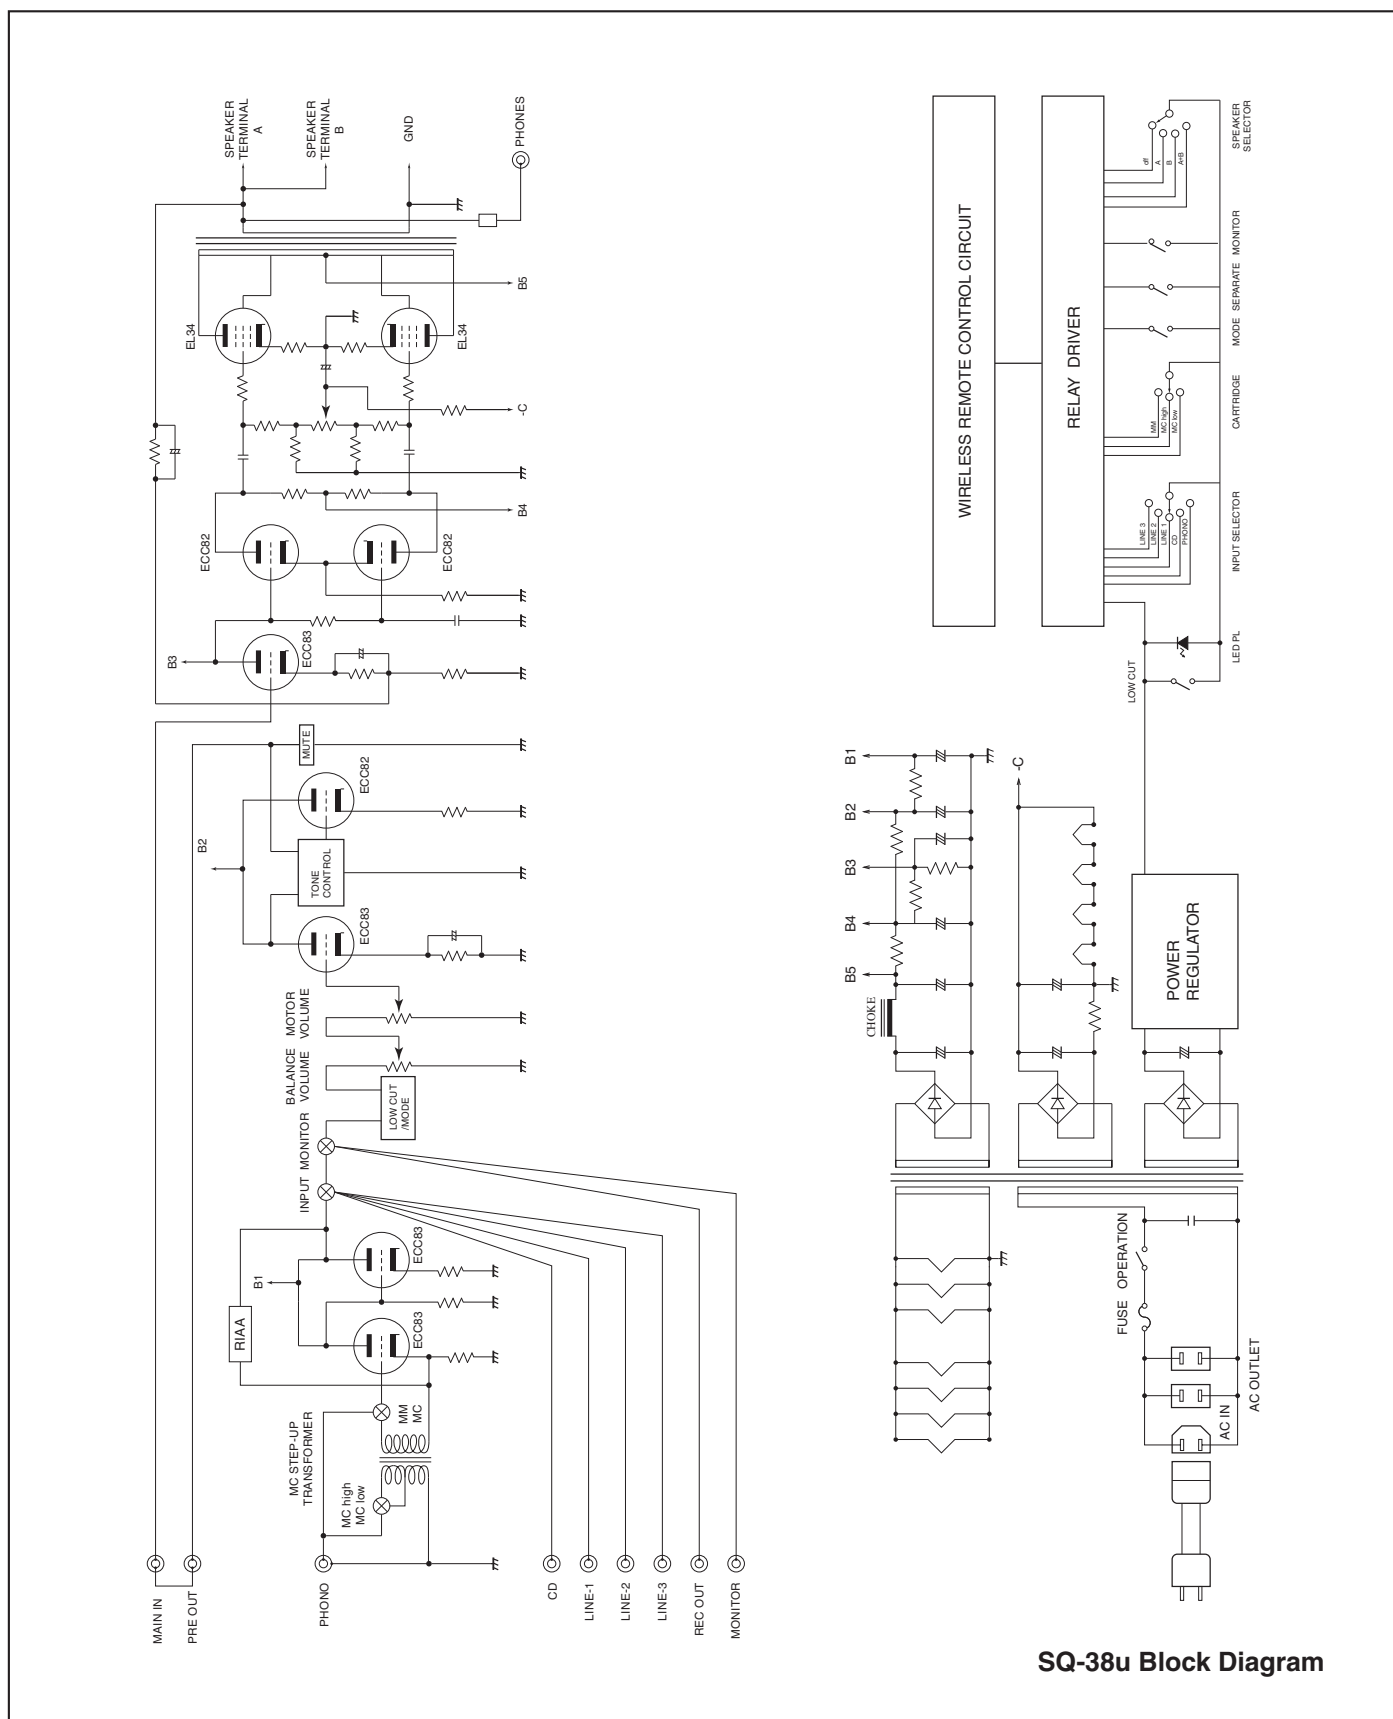 SPEAKER
TERMINAL
A
SPEAKER
TERMINAL
B
GND
PHONES
EL34
EL34
B5
-C
ECC82
ECC82
B4
B3
ECC83
MUTE
ECC82
B2
TONE
CONTROL
ECC83
MOTOR
VOLUME
BALANCE
VOLUME
LOW CUT
/MODE
MONITOR
INPUT
RIAA
B1
ECC83
ECC83
MC STEP-UP
TRANSFORMER
MM
MC
MC high
MC low
MAIN IN
PRE OUT
PHONO
CD
LINE-1
LINE-2
LINE-3
REC OUT
MONITOR
WIRELESS REMOTE CONTROL CIRCUIT
RELAY DRIVER
off
A
B
A+B
SPEAKER
SELECTOR
MONITOR
SEPARATE
MODE
MM
MC high
MC low
CARTRIDGE
LINE 3
LINE 2
LINE 1
CD
PHONO
INPUT SELECTOR
LED PL
LOW CUT
B1
B2
B3
B4
B5
CHOKE
-C
POWER
REGULATOR
OPERATION
FUSE
AC OUTLET
AC IN
SQ-38u Block Diagram